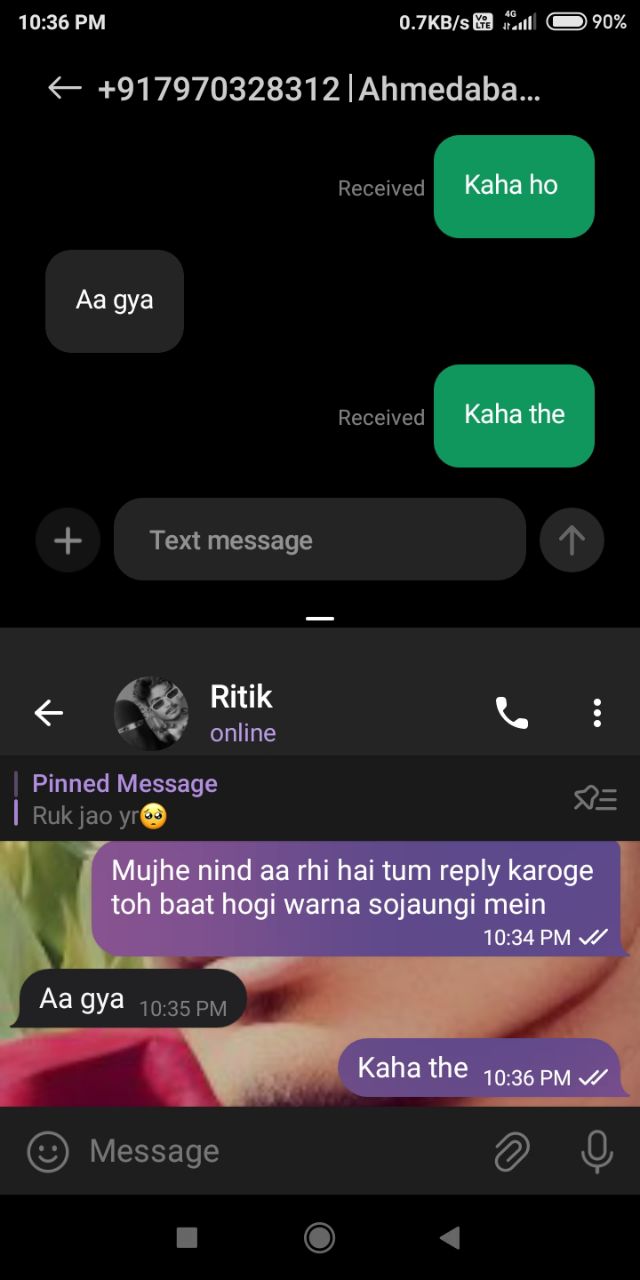 10:36 PM
0.7KB/s Vo LTE 4G 90%
+917970328312 | Ahmedaba...
Received
Kaha ho
Aa gya
Received
Kaha the
Text message
Ritik
online
Pinned Message
Ruk jao yr🥺
Mujhe nind aa rhi hai tum reply karoge
toh baat hogi warna sojaungi mein
10:34 PM
Aa gya 10:35 PM
Kaha the 10:36 PM
Message